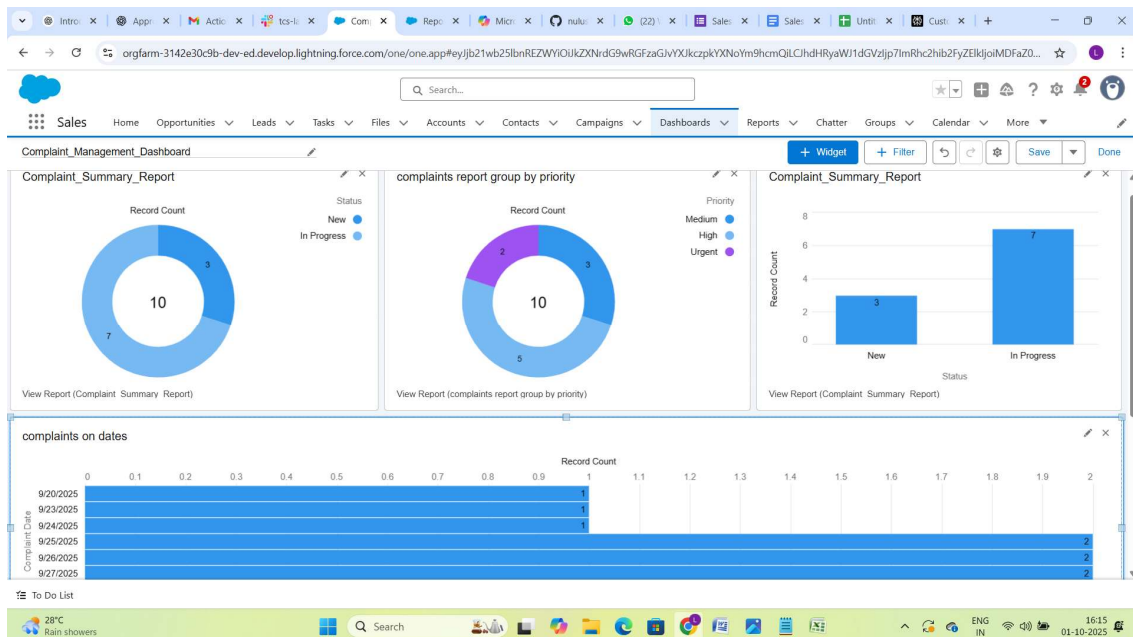 Intro
Appr
Actic
tcs-la
Com
Repo
Micr
nulu
(22)
Sales
Sales
Untit
Cust
orgfarm-3142e30c9b-dev-ed.develop.lightning.force.com/one/one.app#
Search...
2
Sales Home Opportunities Leads Tasks Files Accounts Contacts Campaigns Dashboards Reports Chatter Groups Calendar More
Complaint_Management_Dashboard
+ Widget + Filter Save Done
Complaint_Summary_Report
Record Count
Status
New
In Progress
3
10
7
View Report (Complaint Summary Report)
complaints report group by priority
Record Count
Priority
Medium
High
Urgent
2
3
10
5
View Report (complaints report group by priority)
Complaint_Summary_Report
Record Count
8
6
4
2
0
3
7
New In Progress
Status
View Report (Complaint Summary Report)
complaints on dates
Record Count
0 0.1 0.2 0.3 0.4 0.5 0.6 0.7 0.8 0.9 1 1.1 1.2 1.3 1.4 1.5 1.6 1.7 1.8 1.9 2
Complaint Date
9/20/2025 1
9/23/2025 1
9/24/2025 1
9/25/2025 2
9/26/2025 2
9/27/2025 2
To Do List
28°C
Rain showers
Search
ENG
IN
16:15
01-10-2025